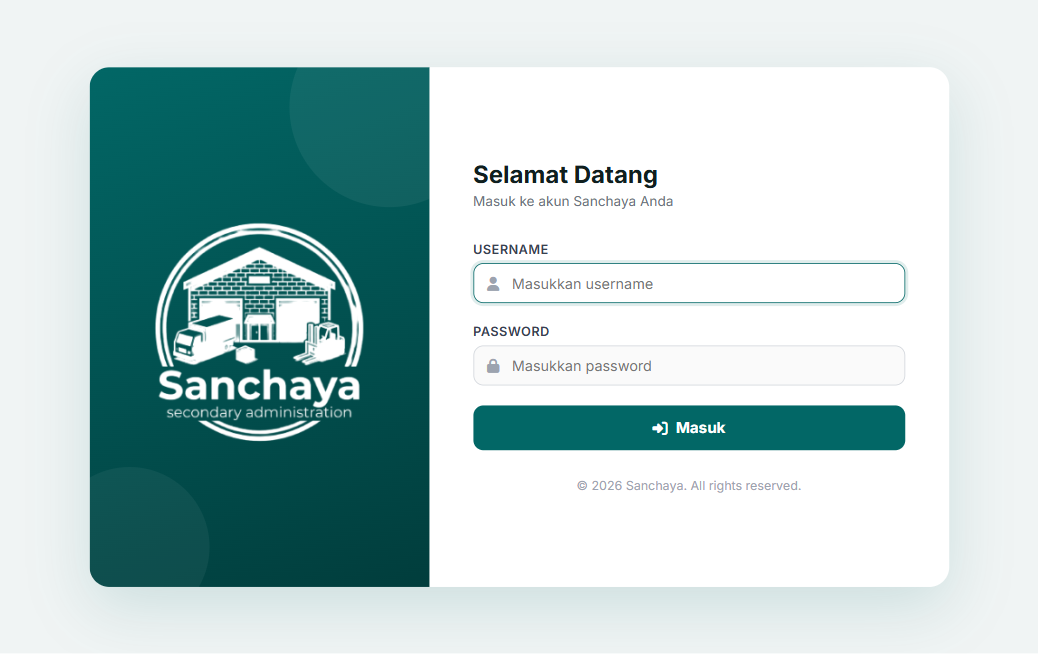 Sanchaya
secondary administration
Selamat Datang
Masuk ke akun Sanchaya Anda
USERNAME
Masukkan username
PASSWORD
Masukkan password
Masuk
© 2026 Sanchaya. All rights reserved.